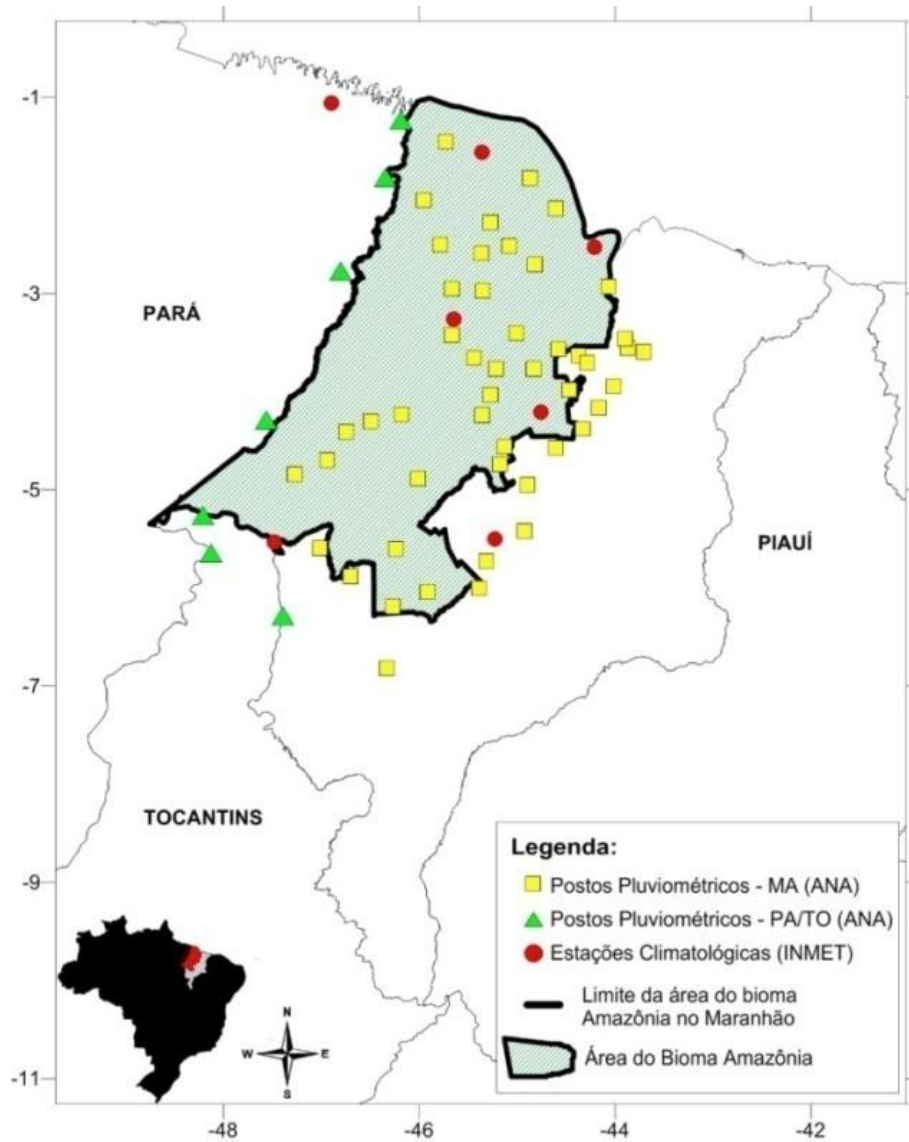 -1
-3
PARÁ
-5
PIAUÍ
-7
TOCANTINS
-9
-11
Legenda:
Postos Pluviométricos - MA (ANA)
Postos Pluviométricos - PA/TO (ANA)
Estações Climatológicas (INMET)
Limite da área do bioma
Amazônia no Maranhão
Área do Bioma Amazônia
N
W
E
S
-48
-46
-44
-42